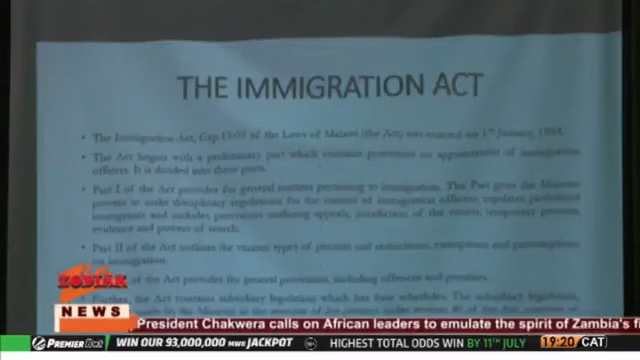 THE IMMIGRATION ACT
• The Immigration Act, Cap 15:03 of the Laws of Malawi (the Act) was enacted on 1st January, 1964.
• The Act begins with a preliminary part which contains provisions on appointment of immigration
officers. It is divided into three parts.
• Part I of the Act provides for general matters pertaining to immigration. The Part gives the Minister
powers to make disciplinary regulations for the control of immigration officers, regulates prohibited
immigrants and includes provisions outlining appeals, jurisdiction of the courts, temporary permits,
evidence and powers of search.
• Part II of the Act outlines the various types of permits and restrictions, exemptions and
on immigration.
of the Act provides for general provisions, including offences and penalties.
Further, the Act contains subsidiary legislation which has four schedules. The subsidiary legislation,
ZODIAK
NEWS
President Chakwera calls on African leaders to emulate the spirit of Zambia's fi
PREMIERBET WIN OUR 93,000,000 MWK JACKPOT HIGHEST TOTAL ODDS WIN BY 11TH JULY 19:20 CAT